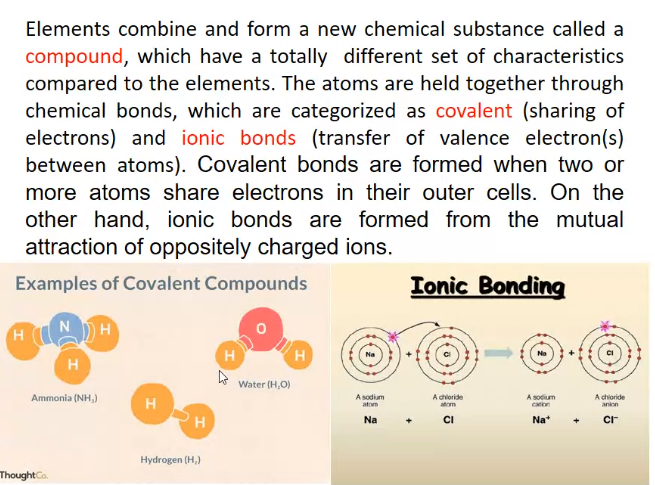 Elements combine and form a new chemical substance called a
compound, which have a totally different set of characteristics
compared to the elements. The atoms are held together through
chemical bonds, which are categorized as covalent (sharing of
electrons) and ionic bonds (transfer of valence electron(s)
between atoms). Covalent bonds are formed when two or
more atoms share electrons in their outer cells. On the
other hand, ionic bonds are formed from the mutual
attraction of oppositely charged ions.
Examples of Covalent Compounds
H N H
H
Ammonia (NH₃)
H
H
Hydrogen (H₂)
O
H H
Water (H₂O)
ThoughtCo.
Ionic Bonding
Na + Cl Na + Cl
A sodium atom
A chloride atom
A sodium cation
A chloride anion
Na + Cl Na⁺ + Cl⁻